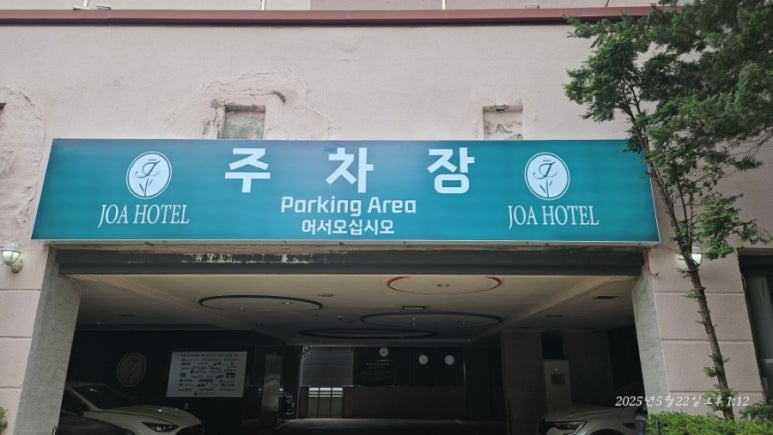 주차장
Parking Area
어서오십시오
JOA HOTEL
JOA HOTEL
2025년 5월 22일 오후 1:12